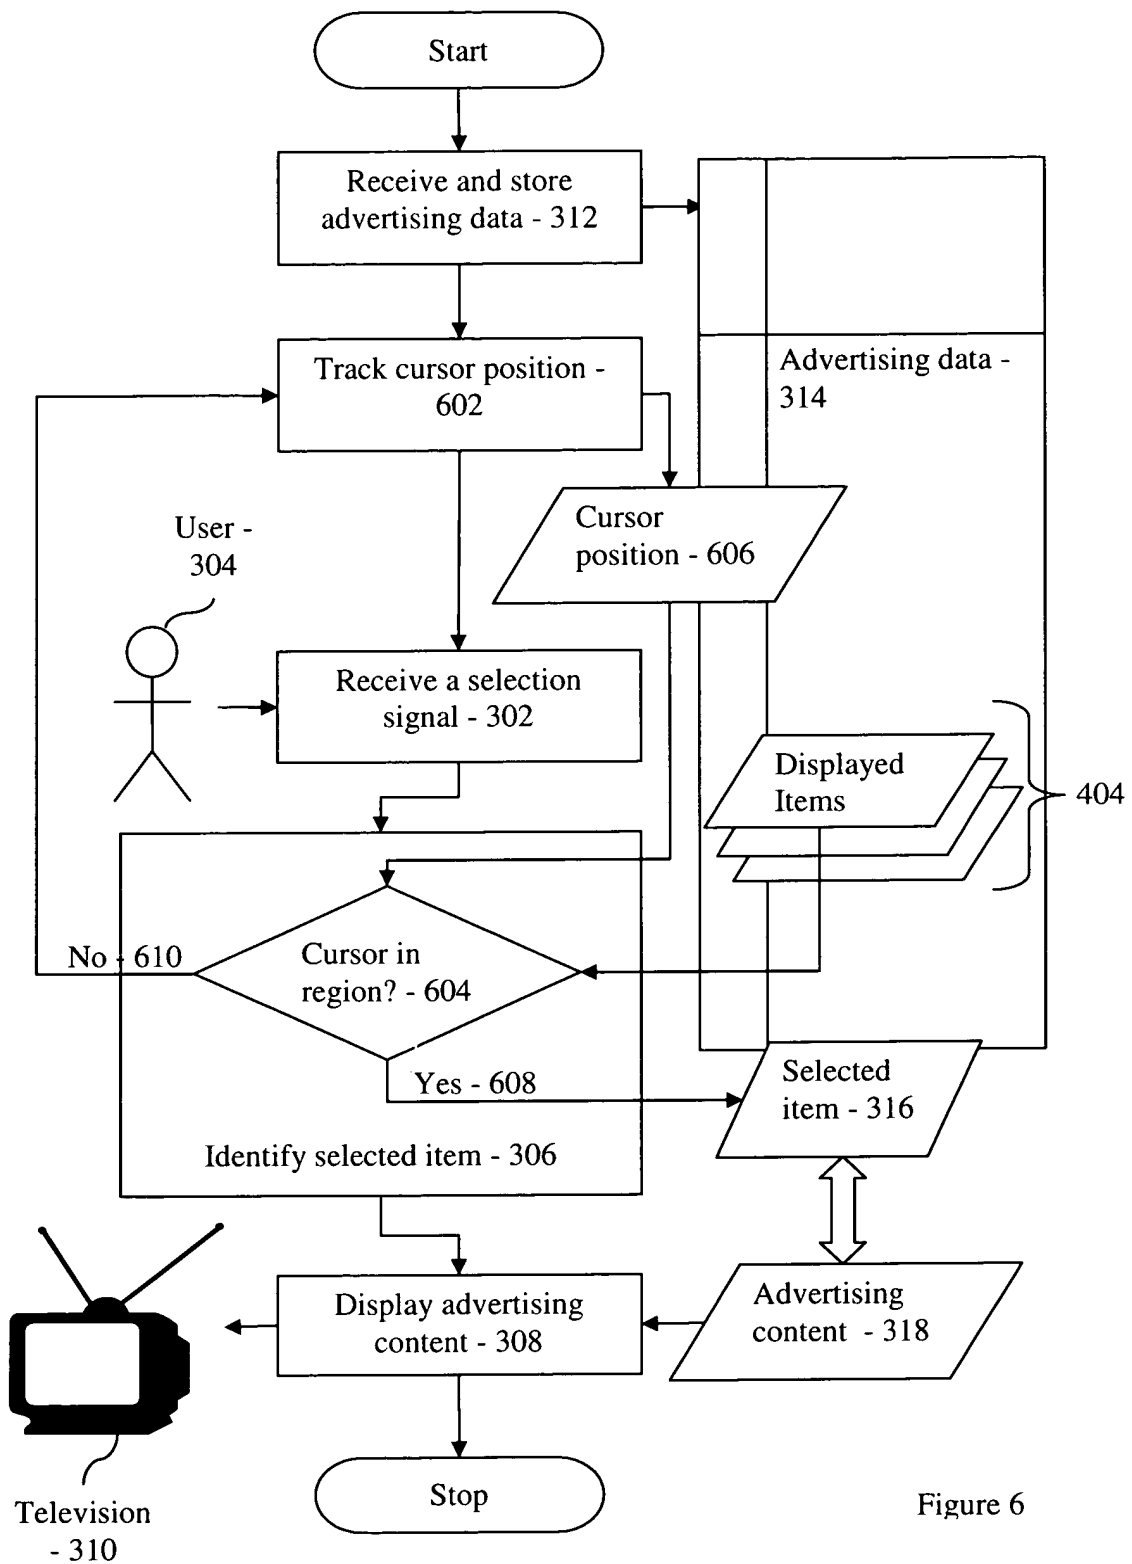 Start
Receive and store
advertising data - 312
Track cursor position -
602
Advertising data -
314
Cursor
position - 606
User -
304
Receive a selection
signal - 302
Displayed
Items
404
No - 610
Cursor in
region? - 604
Yes - 608
Selected
item - 316
Identify selected item - 306
Display advertising
content - 308
Advertising
content - 318
Stop
Television
- 310
Figure 6